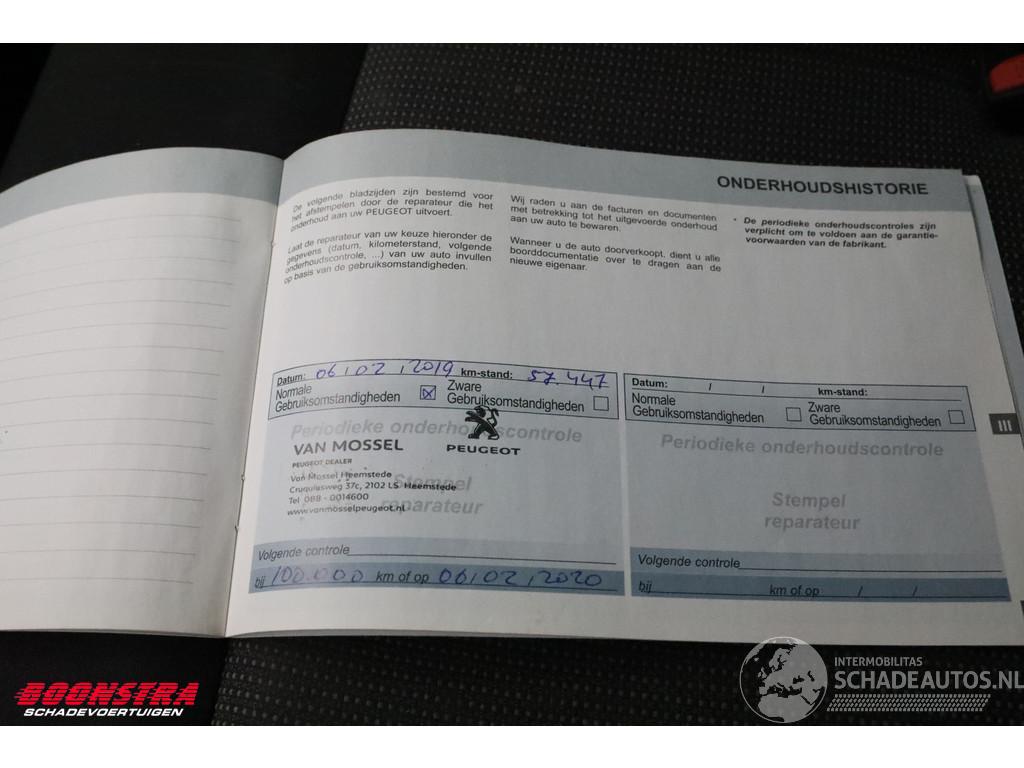 ONDERHOUDSHISTORIE
De volgende bladzijden zijn bestemd voor
het afstempelen door de reparateur die het
onderhoud aan uw PEUGEOT uitvoert.
Laat de reparateur van uw keuze hieronder de
gegevens (datum, kilometerstand, volgende
onderhoudscontrole, ...) van uw auto invullen
op basis van de gebruiksomstandigheden.
Wij raden u aan de facturen en documenten
met betrekking tot het uitgevoerde onderhoud
aan uw auto te bewaren.
Wanneer u de auto doorverkoopt, dient u alle
boorddocumentatie over te dragen aan de
nieuwe eigenaar.
• De periodieke onderhoudscontroles zijn
verplicht om te voldoen aan de garantie-
voorwaarden van de fabrikant.
Datum: 06/02/2019 km-stand: 57.447
Normale
Gebruiksomstandigheden
Zware
Gebruiksomstandigheden
Periodieke onderhoudscontrole
VAN MOSSEL
PEUGEOT
PEUGEOT DEALER
Van Mossel Heemstede
Cruquiusweg 37c, 2102 LS Heemstede
Tel 088 - 0014600
www.vanmosselpeugeot.nl
Stempel
reparateur
Volgende controle
bij 100.000 km of op 06/02/2020
Datum: / / km-stand:
Normale
Gebruiksomstandigheden
Zware
Gebruiksomstandigheden
Periodieke onderhoudscontrole
Stempel
reparateur
Volgende controle
bij km of op / /
III
BOONSTRA
SCHADEVOERTUIGEN
INTERMOBILITAS
SCHADEAUTOS.NL